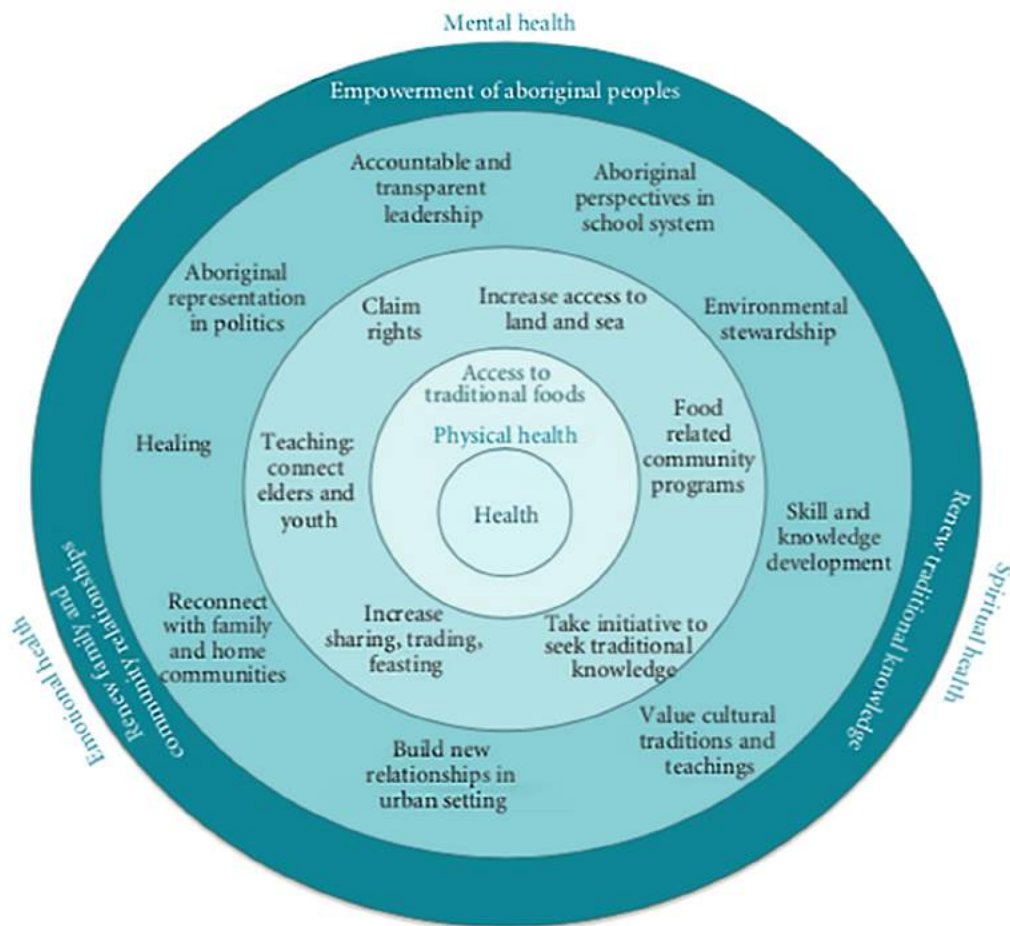 Mental health
Empowerment of aboriginal peoples
Accountable and
transparent
leadership
Aboriginal
perspectives in
school system
Aboriginal
representation
in politics
Claim
rights
Increase access to
land and sea
Environmental
stewardship
Access to
traditional foods
Physical health
Healing
Teaching:
connect
elders and
youth
Food
related
community
programs
Health
Skill and
knowledge
development
Reconnect
with family
and home
communities
Increase
sharing, trading,
feasting
Take initiative to
seek traditional
knowledge
Build new
relationships in
urban setting
Value cultural
traditions and
teachings
Renew family and
community relationships
Emotional health
Renew traditional knowledge
Spiritual health